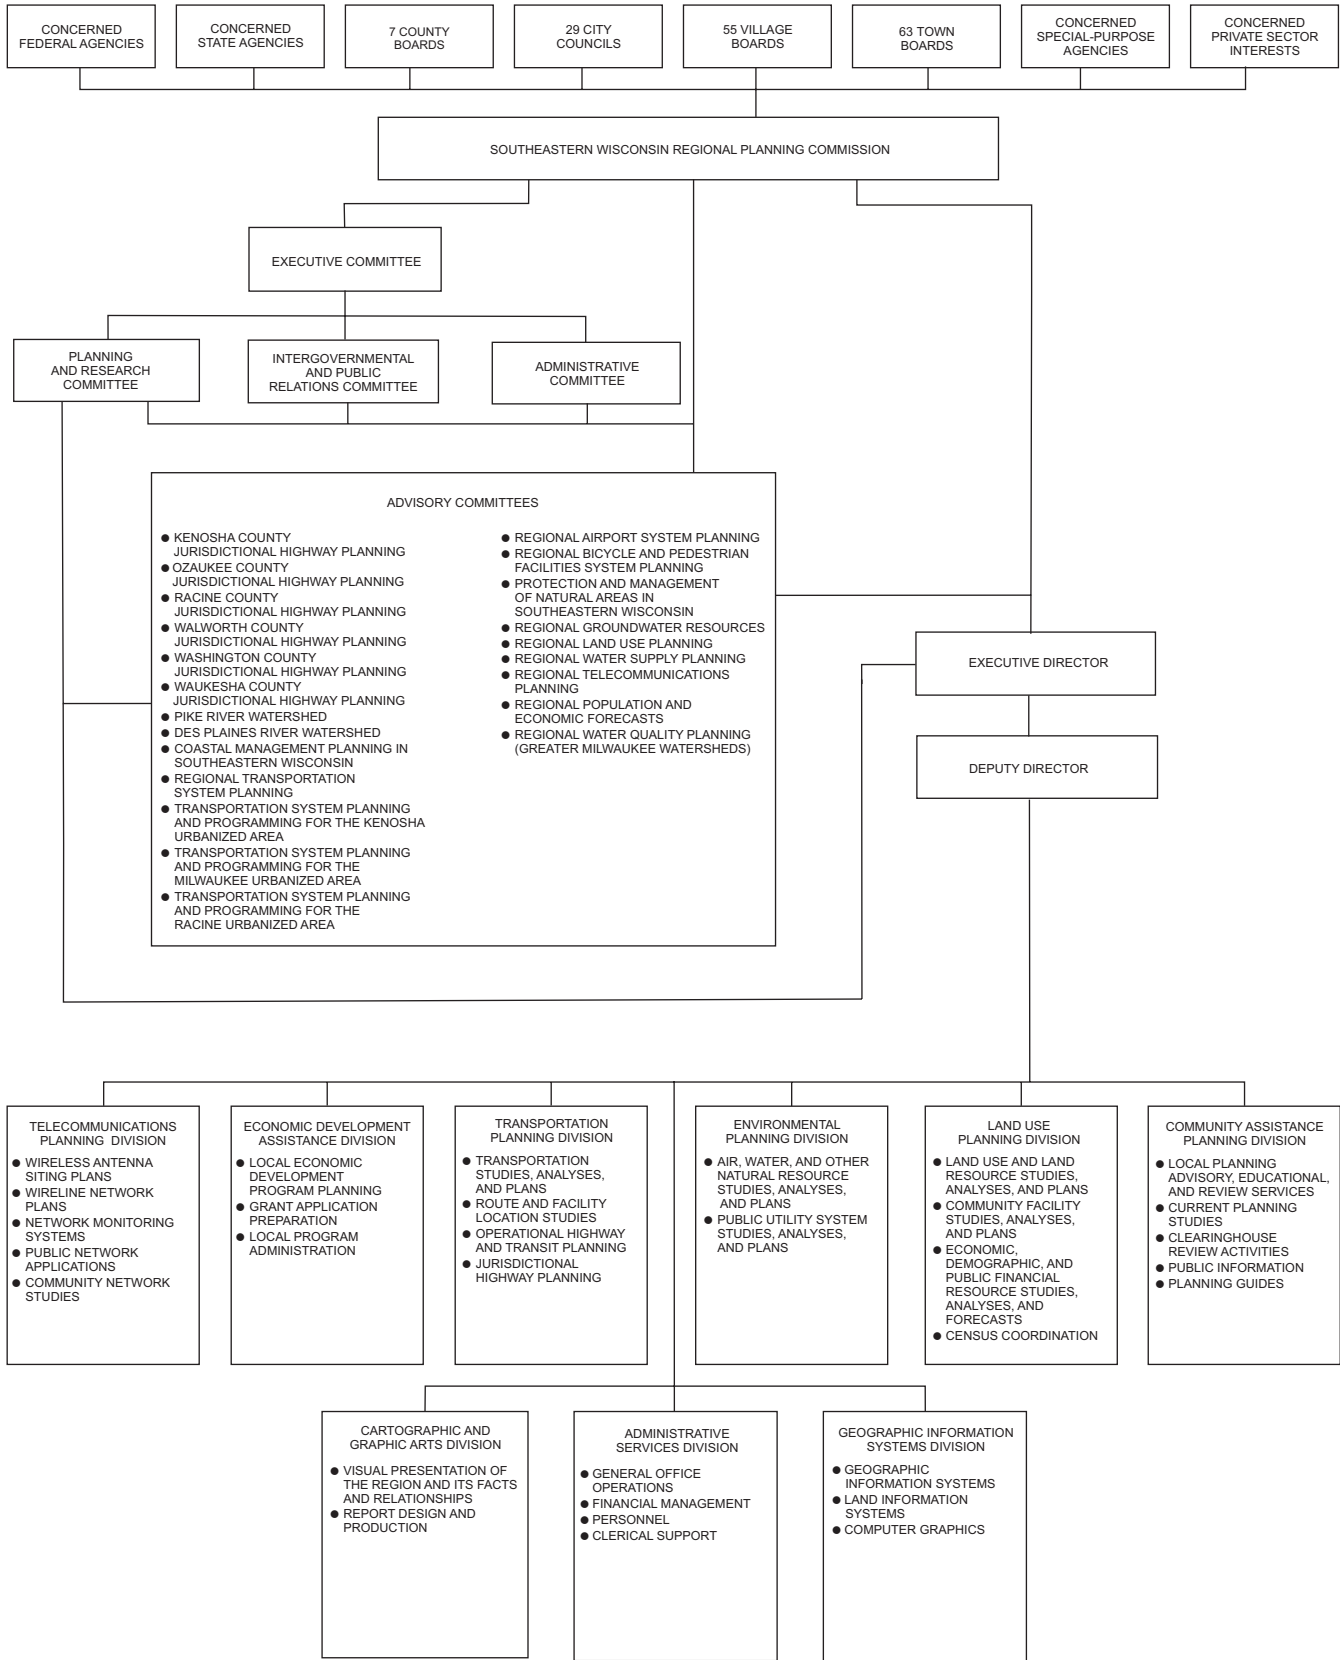 CONCERNED
FEDERAL AGENCIES
CONCERNED
STATE AGENCIES
7 COUNTY
BOARDS
29 CITY
COUNCILS
55 VILLAGE
BOARDS
63 TOWN
BOARDS
CONCERNED
SPECIAL-PURPOSE
AGENCIES
CONCERNED
PRIVATE SECTOR
INTERESTS
SOUTHEASTERN WISCONSIN REGIONAL PLANNING COMMISSION
EXECUTIVE COMMITTEE
PLANNING
AND RESEARCH
COMMITTEE
INTERGOVERNMENTAL
AND PUBLIC
RELATIONS COMMITTEE
ADMINISTRATIVE
COMMITTEE
ADVISORY COMMITTEES
● KENOSHA COUNTY
JURISDICTIONAL HIGHWAY PLANNING
● OZAUKEE COUNTY
JURISDICTIONAL HIGHWAY PLANNING
● RACINE COUNTY
JURISDICTIONAL HIGHWAY PLANNING
● WALWORTH COUNTY
JURISDICTIONAL HIGHWAY PLANNING
● WASHINGTON COUNTY
JURISDICTIONAL HIGHWAY PLANNING
● WAUKESHA COUNTY
JURISDICTIONAL HIGHWAY PLANNING
● PIKE RIVER WATERSHED
● DES PLAINES RIVER WATERSHED
● COASTAL MANAGEMENT PLANNING IN
SOUTHEASTERN WISCONSIN
● REGIONAL TRANSPORTATION
SYSTEM PLANNING
● TRANSPORTATION SYSTEM PLANNING
AND PROGRAMMING FOR THE KENOSHA
URBANIZED AREA
● TRANSPORTATION SYSTEM PLANNING
AND PROGRAMMING FOR THE
MILWAUKEE URBANIZED AREA
● TRANSPORTATION SYSTEM PLANNING
AND PROGRAMMING FOR THE
RACINE URBANIZED AREA
● REGIONAL AIRPORT SYSTEM PLANNING
● REGIONAL BICYCLE AND PEDESTRIAN
FACILITIES SYSTEM PLANNING
● PROTECTION AND MANAGEMENT
OF NATURAL AREAS IN
SOUTHEASTERN WISCONSIN
● REGIONAL GROUNDWATER RESOURCES
● REGIONAL LAND USE PLANNING
● REGIONAL WATER SUPPLY PLANNING
● REGIONAL TELECOMMUNICATIONS
PLANNING
● REGIONAL POPULATION AND
ECONOMIC FORECASTS
● REGIONAL WATER QUALITY PLANNING
(GREATER MILWAUKEE WATERSHEDS)
EXECUTIVE DIRECTOR
DEPUTY DIRECTOR
TELECOMMUNICATIONS
PLANNING DIVISION
● WIRELESS ANTENNA
SITING PLANS
● WIRELINE NETWORK
PLANS
● NETWORK MONITORING
SYSTEMS
● PUBLIC NETWORK
APPLICATIONS
● COMMUNITY NETWORK
STUDIES
ECONOMIC DEVELOPMENT
ASSISTANCE DIVISION
● LOCAL ECONOMIC
DEVELOPMENT
PROGRAM PLANNING
● GRANT APPLICATION
PREPARATION
● LOCAL PROGRAM
ADMINISTRATION
TRANSPORTATION
PLANNING DIVISION
● TRANSPORTATION
STUDIES, ANALYSES,
AND PLANS
● ROUTE AND FACILITY
LOCATION STUDIES
● OPERATIONAL HIGHWAY
AND TRANSIT PLANNING
● JURISDICTIONAL
HIGHWAY PLANNING
ENVIRONMENTAL
PLANNING DIVISION
● AIR, WATER, AND OTHER
NATURAL RESOURCE
STUDIES, ANALYSES,
AND PLANS
● PUBLIC UTILITY SYSTEM
STUDIES, ANALYSES,
AND PLANS
LAND USE
PLANNING DIVISION
● LAND USE AND LAND
RESOURCE STUDIES,
ANALYSES, AND PLANS
● COMMUNITY FACILITY
STUDIES, ANALYSES,
AND PLANS
● ECONOMIC,
DEMOGRAPHIC, AND
PUBLIC FINANCIAL
RESOURCE STUDIES,
ANALYSES, AND
FORECASTS
● CENSUS COORDINATION
COMMUNITY ASSISTANCE
PLANNING DIVISION
● LOCAL PLANNING
ADVISORY, EDUCATIONAL,
AND REVIEW SERVICES
● CURRENT PLANNING
STUDIES
● CLEARINGHOUSE
REVIEW ACTIVITIES
● PUBLIC INFORMATION
● PLANNING GUIDES
CARTOGRAPHIC AND
GRAPHIC ARTS DIVISION
● VISUAL PRESENTATION OF
THE REGION AND ITS FACTS
AND RELATIONSHIPS
● REPORT DESIGN AND
PRODUCTION
ADMINISTRATIVE
SERVICES DIVISION
● GENERAL OFFICE
OPERATIONS
● FINANCIAL MANAGEMENT
● PERSONNEL
● CLERICAL SUPPORT
GEOGRAPHIC INFORMATION
SYSTEMS DIVISION
● GEOGRAPHIC
INFORMATION SYSTEMS
● LAND INFORMATION
SYSTEMS
● COMPUTER GRAPHICS